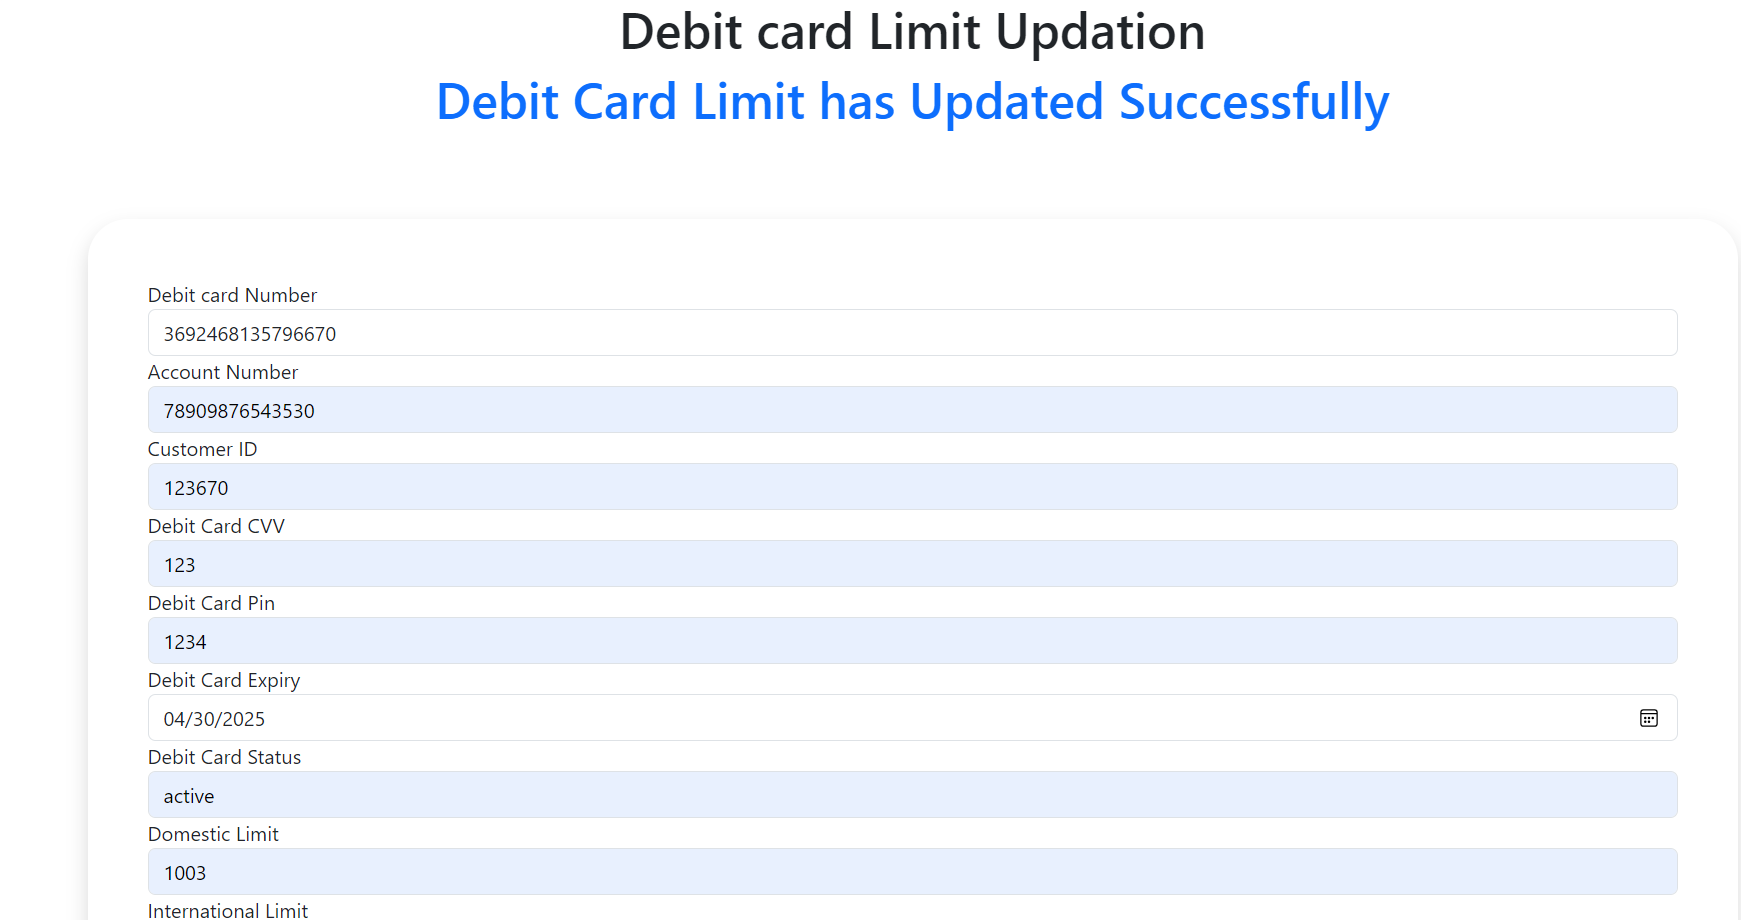 Debit card Limit Updation
Debit Card Limit has Updated Successfully
Debit card Number
3692468135796670
Account Number
78909876543530
Customer ID
123670
Debit Card CVV
123
Debit Card Pin
1234
Debit Card Expiry
04/30/2025
Debit Card Status
active
Domestic Limit
1003
International Limit